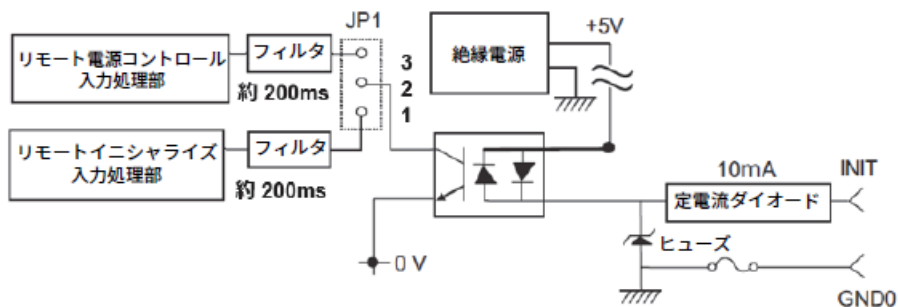 JP1
+5V
リモート電源コントロール
入力処理部
フィルタ
約 200ms
3
2
1
絶縁電源
リモートイニシャライズ
入力処理部
フィルタ
約 200ms
10mA
INIT
定電流ダイオード
ヒューズ
0 V
GND0